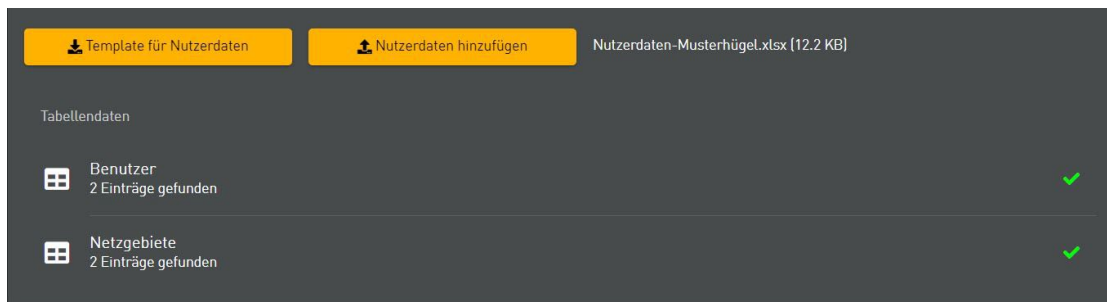 Template für Nutzerdaten
Nutzerdaten hinzufügen
Nutzerdaten-Musterhügel.xlsx (12.2 KB)
Tabellendaten
Benutzer
2 Einträge gefunden
Netzgebiete
2 Einträge gefunden